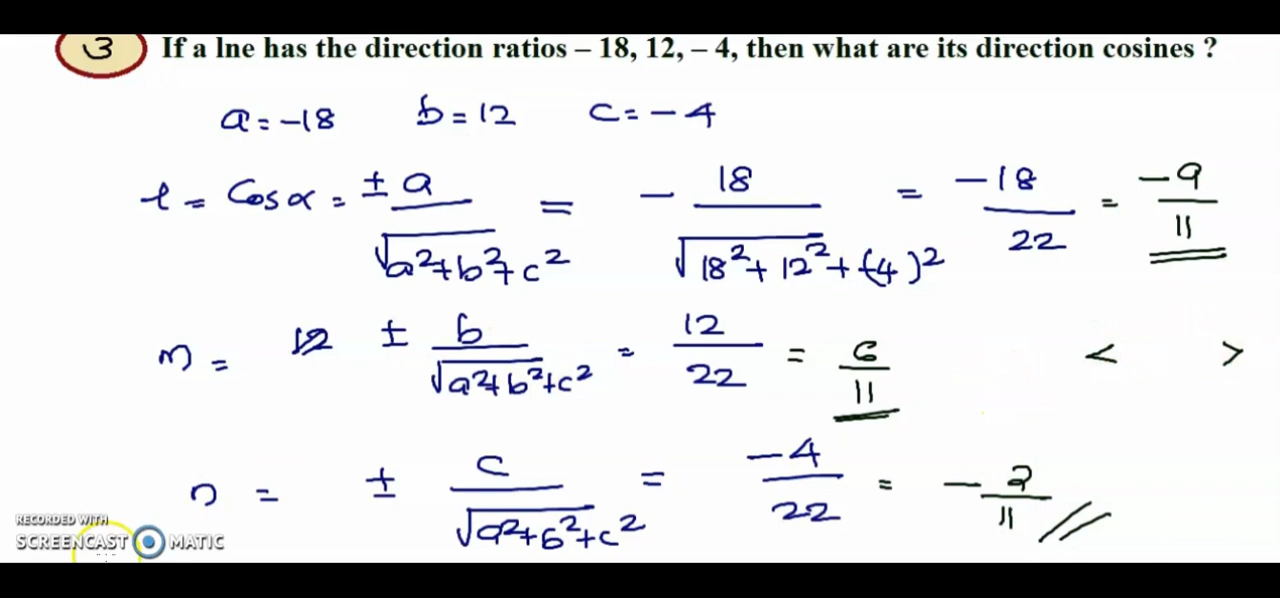 3 If a lne has the direction ratios – 18, 12, – 4, then what are its direction cosines ?
a = -18 b = 12 c = -4
l = Cos α = ± a / √(a²+b²+c²) = - 18 / √(18²+12²+(-4)²) = -18/22 = -9/11
m = 12 ± b / √(a²+b²+c²) = 12/22 = 6/11 < >
n = ± c / √(a²+b²+c²) = -4/22 = -2/11
RECORDED WITH
SCREENCAST MATIC